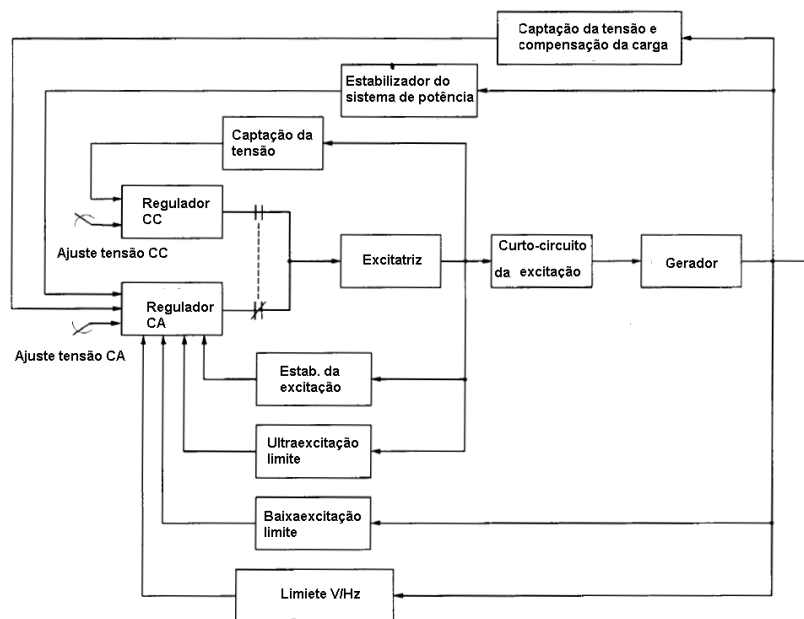 Captação da tensão e
compensação da carga
Estabilizador do
sistema de potência
Captação da
tensão
Regulador
CC
Ajuste tensão CC
Excitatriz
Curto-circuito
da excitação
Gerador
Regulador
CA
Ajuste tensão CA
Estab. da
excitação
Ultraexcitação
limite
Baixaexcitação
limite
Limiete V/Hz